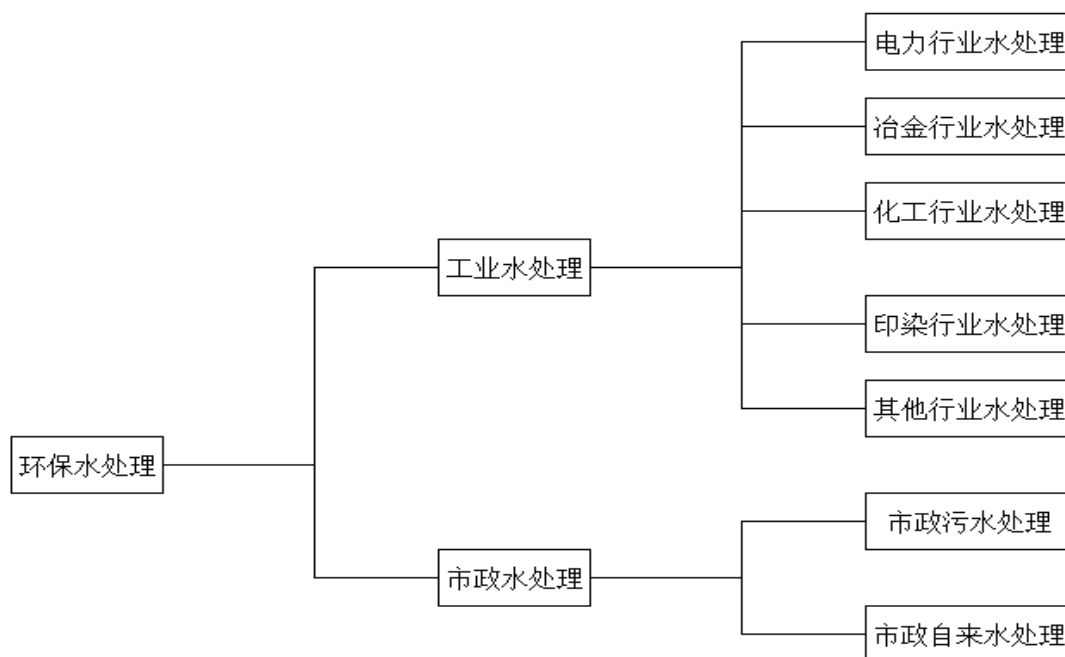 电力行业水处理
冶金行业水处理
化工行业水处理
工业水处理
印染行业水处理
其他行业水处理
环保水处理
市政污水处理
市政水处理
市政自来水处理